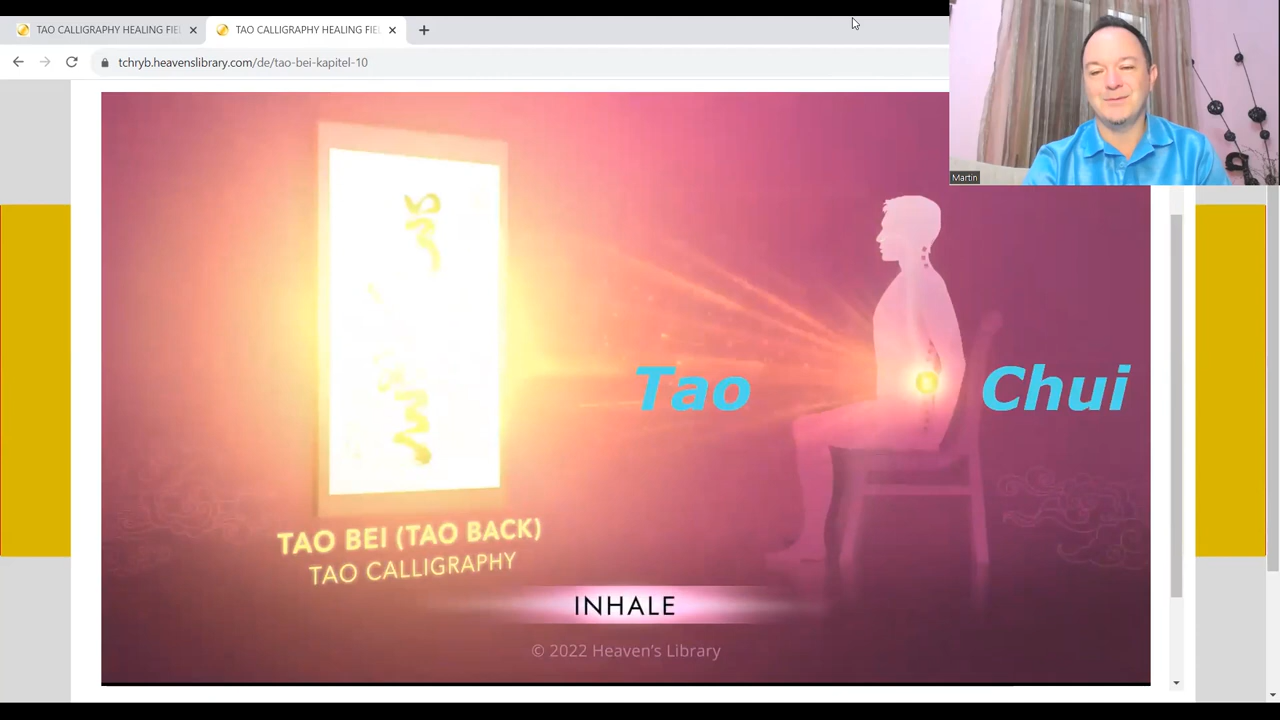 TAO CALLIGRAPHY HEALING FIE
TAO CALLIGRAPHY HEALING FIE
tchryb.heavenslibrary.com/de/tao-bei-kapitel-10
Martin
Tao Chui
TAO BEI (TAO BACK)
TAO CALLIGRAPHY
INHALE
© 2022 Heaven's Library